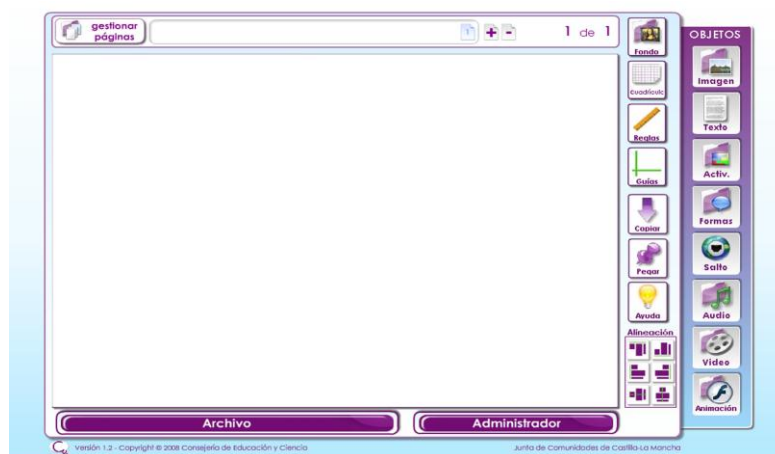 gestionar
páginas
1
1 de 1
Fondo
Cuadrícula
Reglas
Guías
Copiar
Pegar
Ayuda
Alineación
OBJETOS
Imagen
Texto
Activ.
Formas
Salto
Audio
Video
Animación
Archivo
Administrador
Versión 1.2 - Copyright © 2008 Consejería de Educación y Ciencia
Junta de Comunidades de Castilla-La Mancha